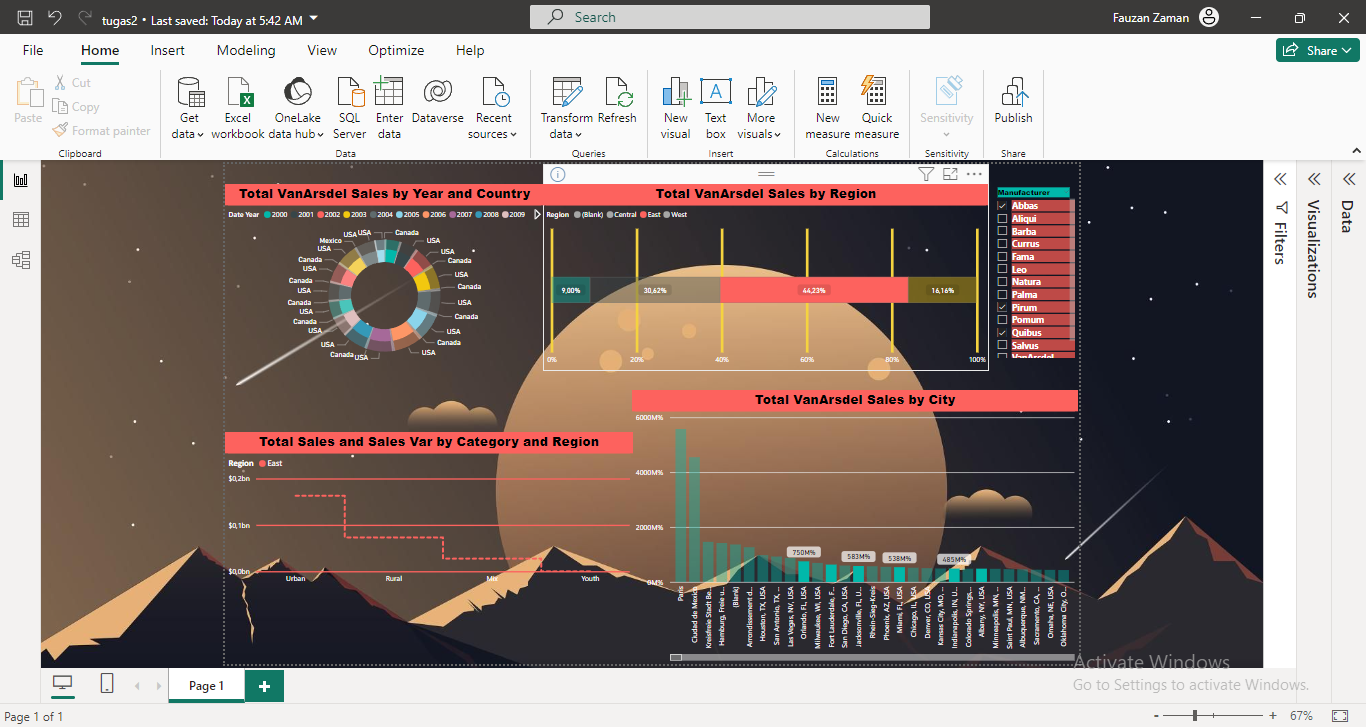 tugas2 • Last saved: Today at 5:42 AM
Search
Fauzan Zaman
File
Home
Insert
Modeling
View
Optimize
Help
Share
Paste
Cut
Copy
Format painter
Clipboard
Get data
Excel workbook
OneLake data hub
SQL Server
Enter data
Dataverse
Recent sources
Data
Transform data
Refresh
Queries
New visual
Text box
More visuals
Insert
New measure
Quick measure
Calculations
Sensitivity
Sensitivity
Publish
Share
Total VanArsdel Sales by Year and Country
Date Year 2000 2001 2002 2003 2004 2005 2006 2007 2008 2009
Canada
USA
USA
Canada
USA
Canada
USA
Canada
USA
Canada
USA
Canada
USA
Canada
USA
Canada
USA
Canada
USA
Canada
USA
Canada
USA
Mexico
USA
USA
Total VanArsdel Sales by Region
Region (Blank) Central East West
9,00%
30,62%
44,23%
16,16%
0%
20%
40%
60%
80%
100%
Manufacturer
Abbas
Aliqui
Barba
Currus
Fama
Leo
Natura
Palma
Pirum
Pomum
Quibus
Salvus
VanArsdel
Total Sales and Sales Var by Category and Region
Region East
$0,2bn
$0,1bn
$0,0bn
Urban
Rural
Mix
Youth
Total VanArsdel Sales by City
6000M%
4000M%
2000M%
0M%
750M%
583M%
538M%
485M%
Paris
Ciudad de Mexico
Kreisfreie Stadt Be...
Hamburg, Freie u...
(Blank)
Arrondissement d...
Houston, TX, USA
San Antonio, TX, ...
Las Vegas, NV, USA
Orlando, FL, USA
Milwaukee, WI, USA
Fort Lauderdale, F...
San Diego, CA, USA
Jacksonville, FL, U...
Rhein-Sieg-Kreis
Phoenix, AZ, USA
Miami, FL, USA
Chicago, IL, USA
Denver, CO, USA
Kansas City, MO, ...
Indianapolis, IN, U...
Colorado Springs,...
Albany, NY, USA
Minneapolis, MN, ...
Saint Paul, MN, USA
Albuquerque, NM...
Sacramento, CA, ...
Omaha, NE, USA
Oklahoma City, O...
Filters
Visualizations
Data
Activate Windows
Go to Settings to activate Windows.
Page 1
Page 1 of 1
67%